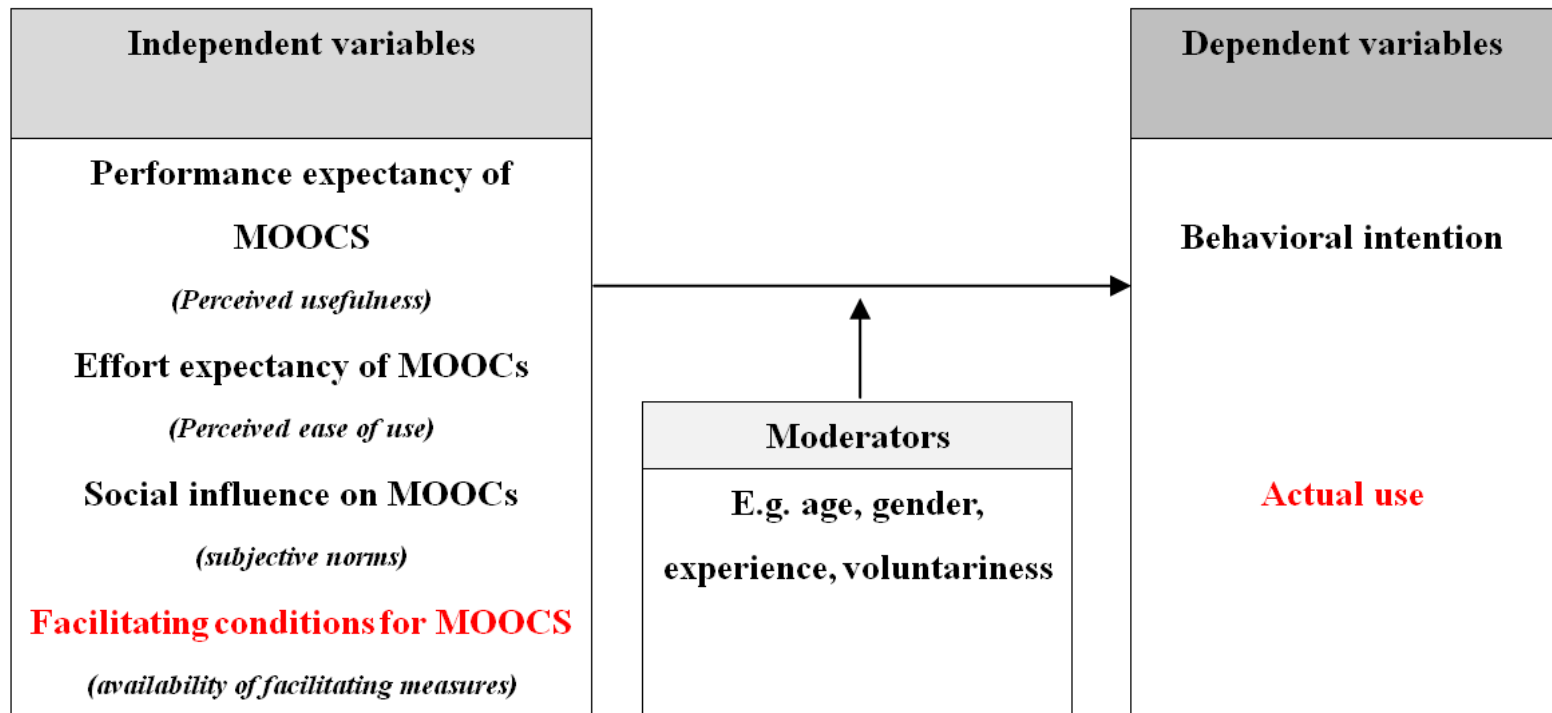 Independent variables
Performance expectancy of
MOOCS
(Perceived usefulness)
Effort expectancy of MOOCs
(Perceived ease of use)
Social influence on MOOCs
(subjective norms)
Facilitating conditions for MOOCS
(availability of facilitating measures)
Moderators
E.g. age, gender,
experience, voluntariness
Dependent variables
Behavioral intention
Actual use